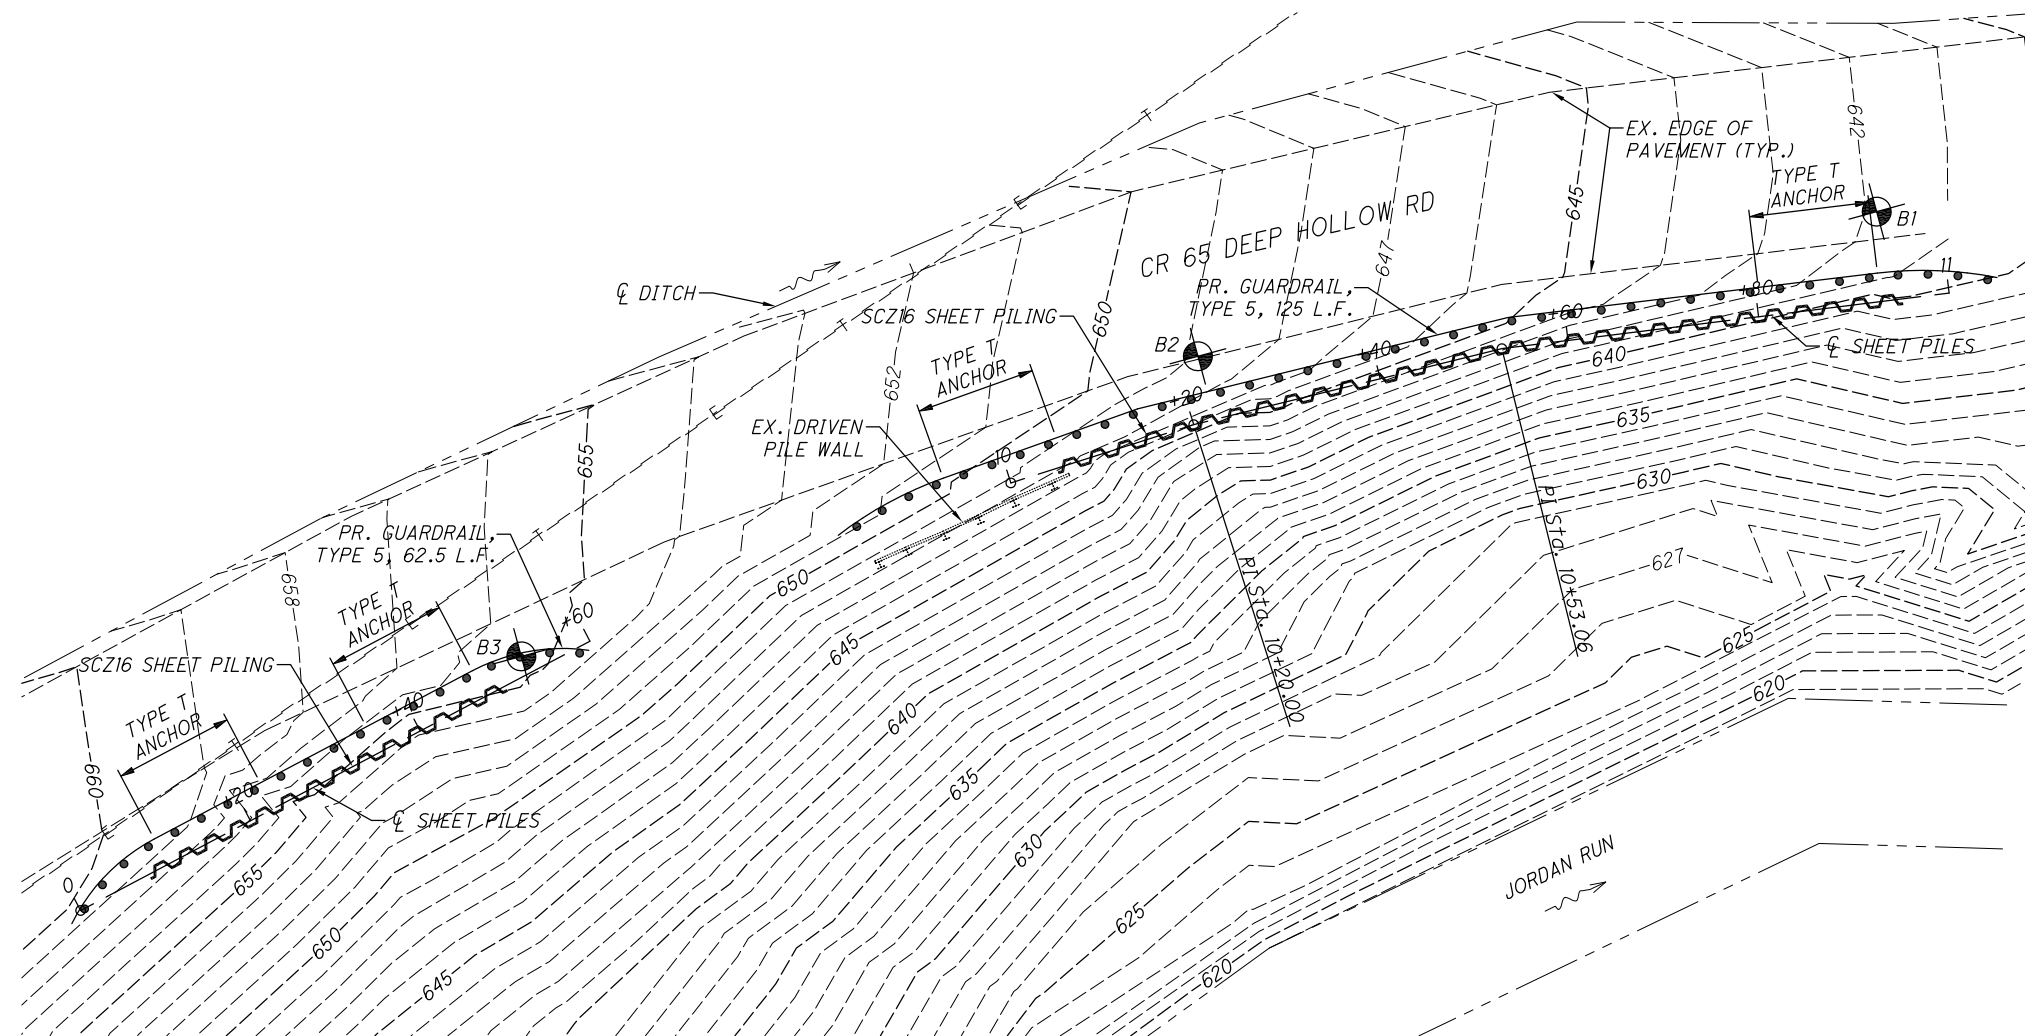 EX. EDGE OF
PAVEMENT (TYP.)
642
TYPE T
ANCHOR
B1
645
CR 65 DEEP HOLLOW RD
647
PR. GUARDRAIL,
TYPE 5, 125 L.F.
11
+80
℄ DITCH
SCZ16 SHEET PILING
650
+60
B2
+40
℄ SHEET PILES
640
TYPE T
ANCHOR
652
+20
635
EX. DRIVEN
PILE WALL
10
655
630
PI Sta. 10+53.06
PR. GUARDRAIL,
TYPE 5, 62.5 L.F.
650
PI Sta. 10+20.00
627
658
TYPE T
ANCHOR
+60
B3
645
625
SCZ16 SHEET PILING
620
TYPE T
ANCHOR
+40
640
660
+20
635
℄ SHEET PILES
630
0
655
JORDAN RUN
625
650
620
645
T
T
T
T
T
E
E
E
E